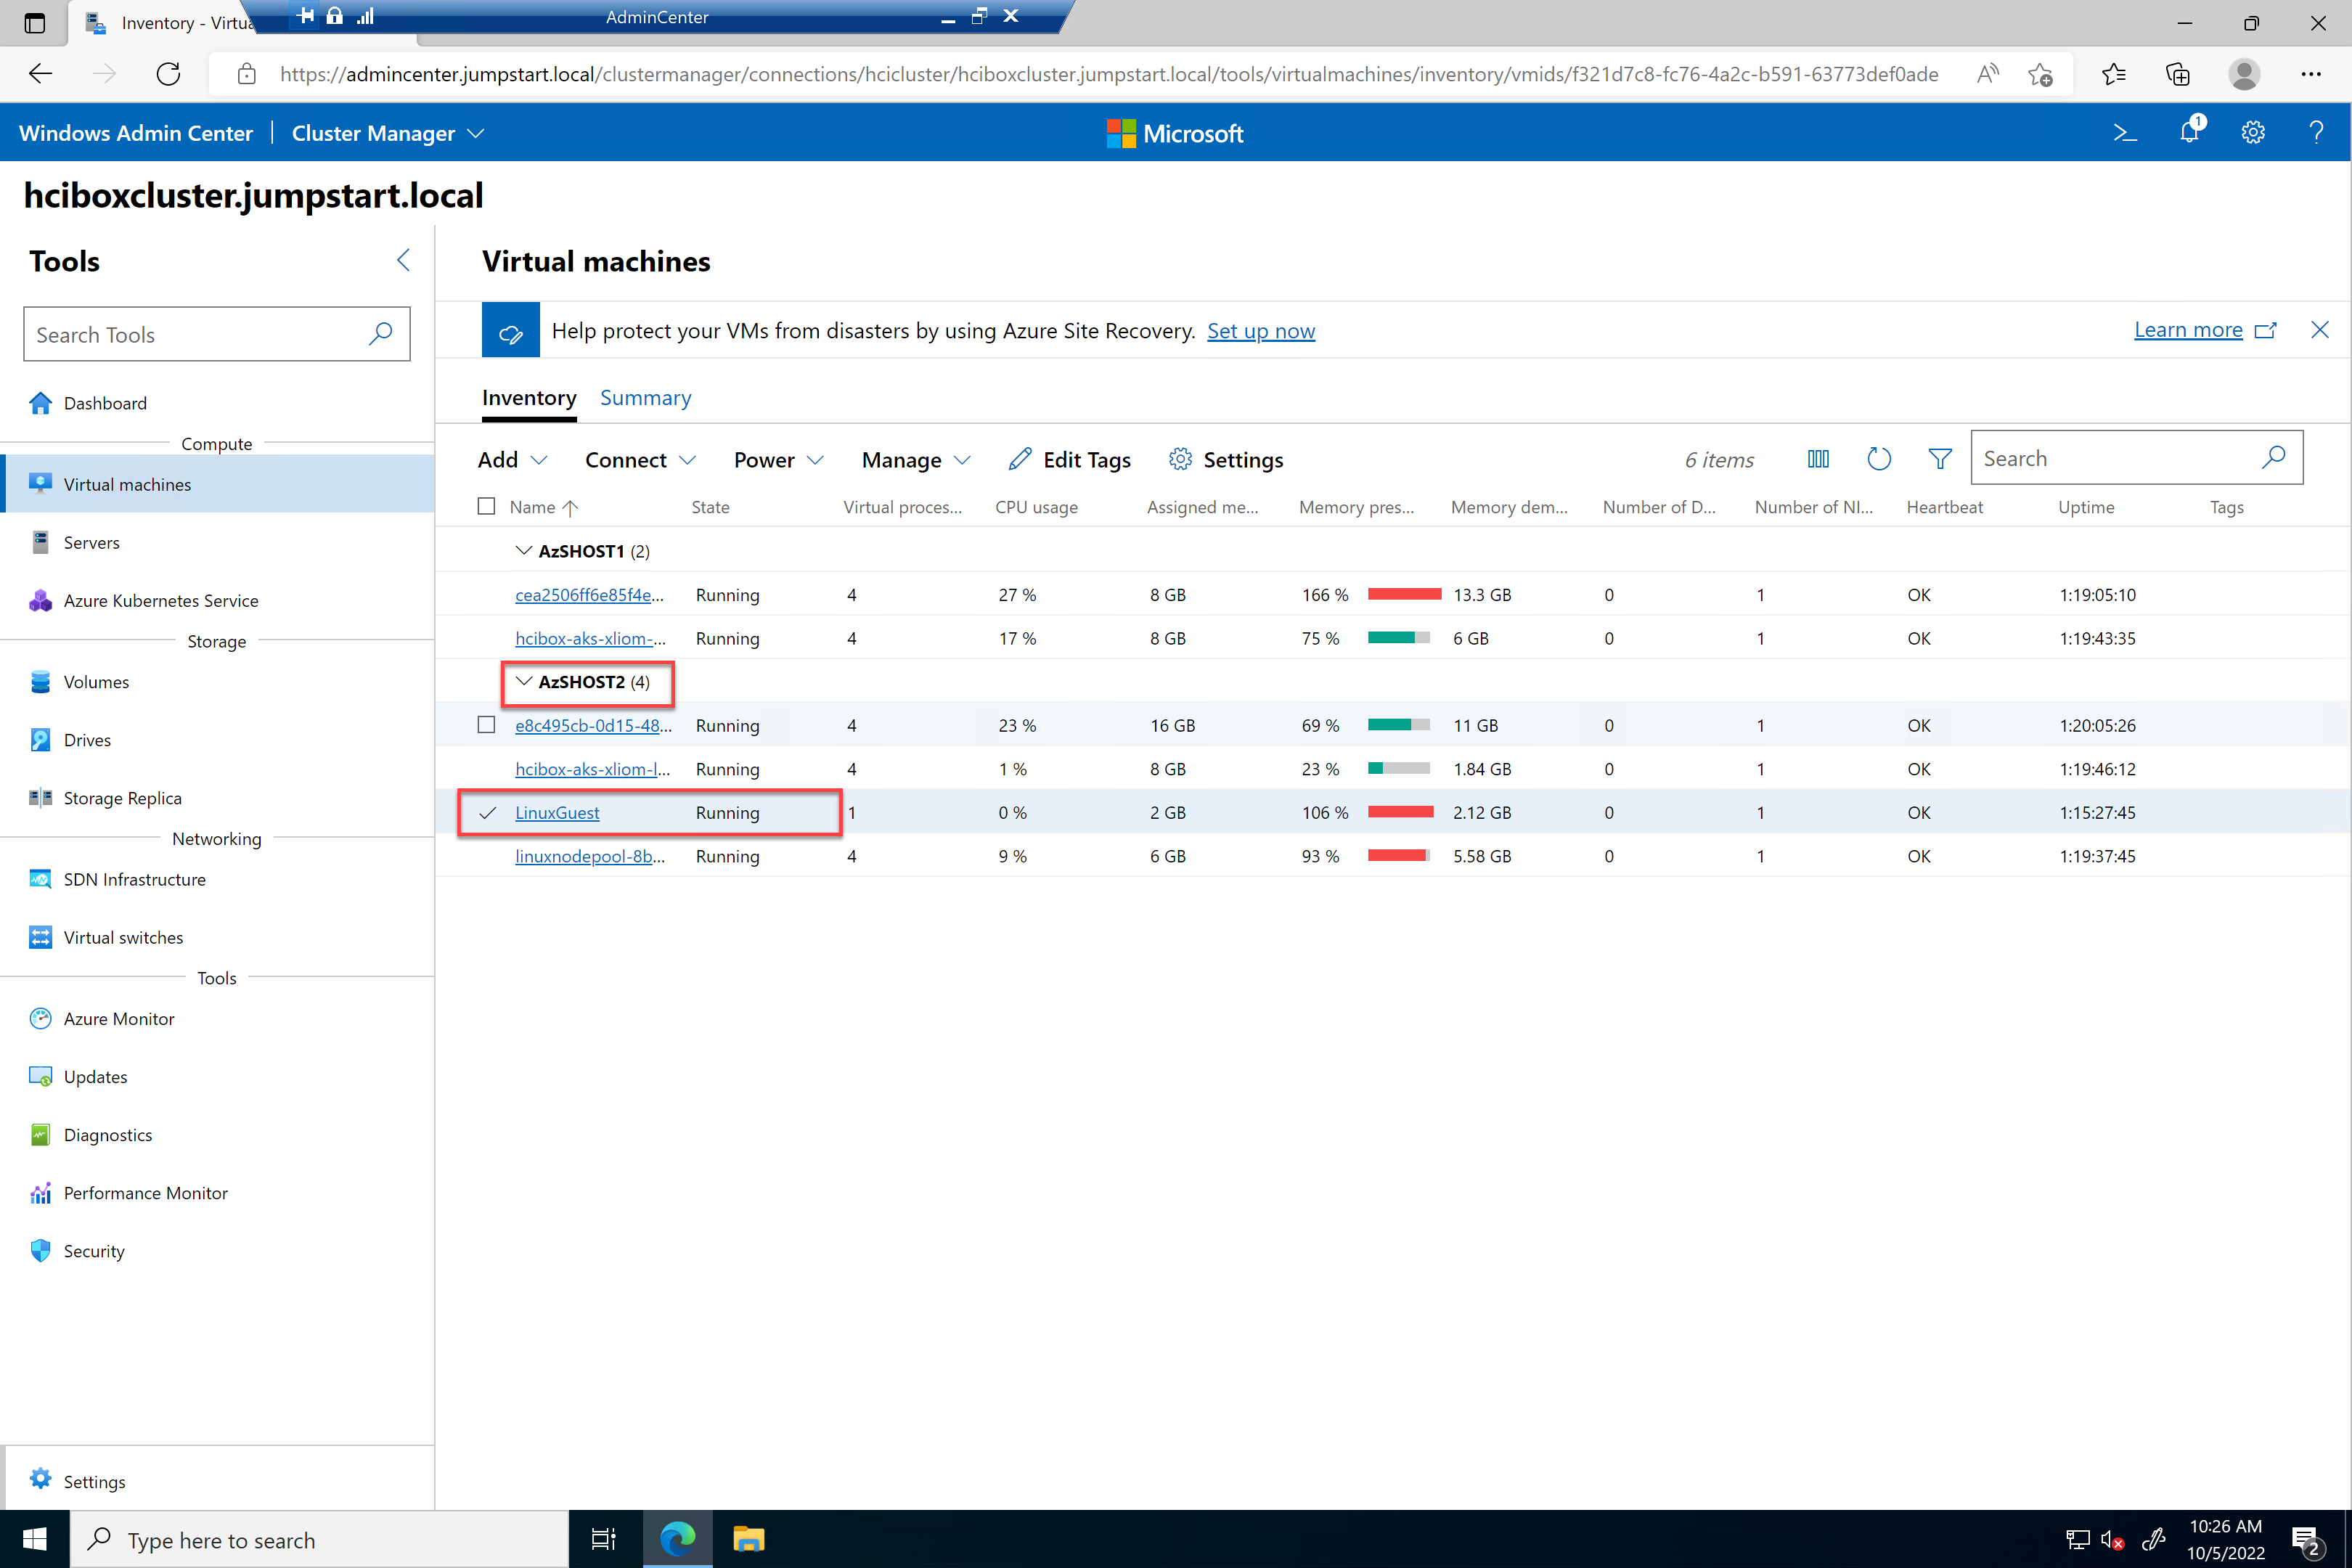 Inventory - Virtua
AdminCenter
https://admincenter.jumpstart.local/clustermanager/connections/hcicluster/hciboxcluster.jumpstart.local/tools/virtualmachines/inventory/vmids/f321d7c8-fc76-4a2c-b591-63773def0ade
Windows Admin Center | Cluster Manager
Microsoft
1
hciboxcluster.jumpstart.local
Tools
Search Tools
Dashboard
Compute
Virtual machines
Servers
Azure Kubernetes Service
Storage
Volumes
Drives
Storage Replica
Networking
SDN Infrastructure
Virtual switches
Tools
Azure Monitor
Updates
Diagnostics
Performance Monitor
Security
Settings
Virtual machines
Help protect your VMs from disasters by using Azure Site Recovery. Set up now
Learn more
Inventory Summary
Add Connect Power Manage Edit Tags Settings 6 items Search
Name State Virtual proces... CPU usage Assigned me... Memory pres... Memory dem... Number of D... Number of NI... Heartbeat Uptime Tags
AzSHOST1 (2)
cea2506ff6e85f4e... Running 4 27 % 8 GB 166 % 13.3 GB 0 1 OK 1:19:05:10
hcibox-aks-xliom-... Running 4 17 % 8 GB 75 % 6 GB 0 1 OK 1:19:43:35
AzSHOST2 (4)
e8c495cb-0d15-48... Running 4 23 % 16 GB 69 % 11 GB 0 1 OK 1:20:05:26
hcibox-aks-xliom-l... Running 4 1 % 8 GB 23 % 1.84 GB 0 1 OK 1:19:46:12
LinuxGuest Running 1 0 % 2 GB 106 % 2.12 GB 0 1 OK 1:15:27:45
linuxnodepool-8b... Running 4 9 % 6 GB 93 % 5.58 GB 0 1 OK 1:19:37:45
Type here to search
10:26 AM
10/5/2022
2